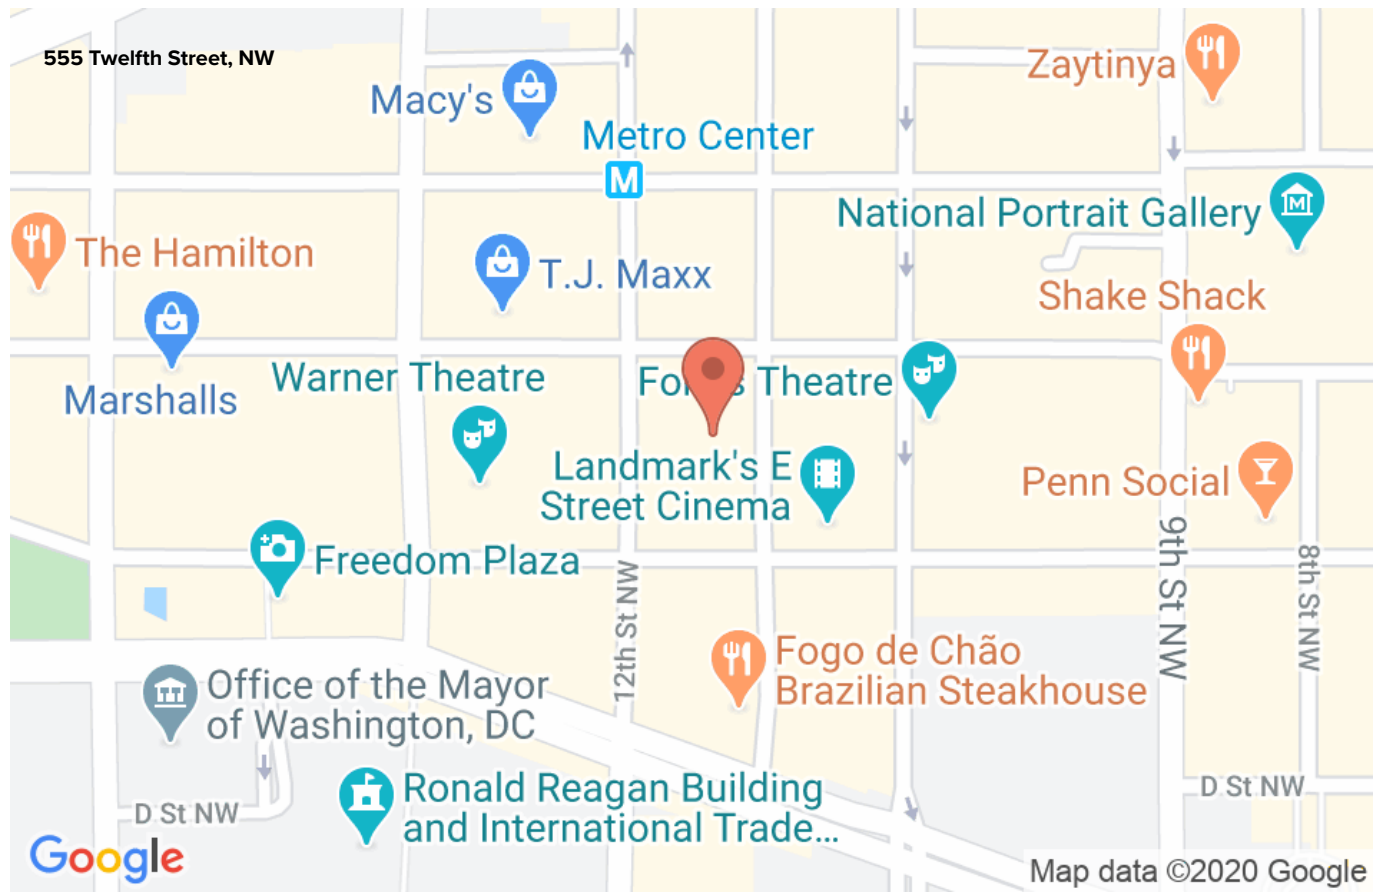 555 Twelfth Street, NW
Zaytinya
Macy's
Metro Center
M
National Portrait Gallery
M
The Hamilton
T.J. Maxx
Shake Shack
Warner Theatre
Theatre
Marshalls
Landmark's E
Street Cinema
Penn Social
Freedom Plaza
9th St NW
8th St NW
12th St NW
Fogo de Chão
Brazilian Steakhouse
Office of the Mayor
of Washington, DC
Ronald Reagan Building
and International Trade...
D St NW
D St NW
Google
Map data ©2020 Google